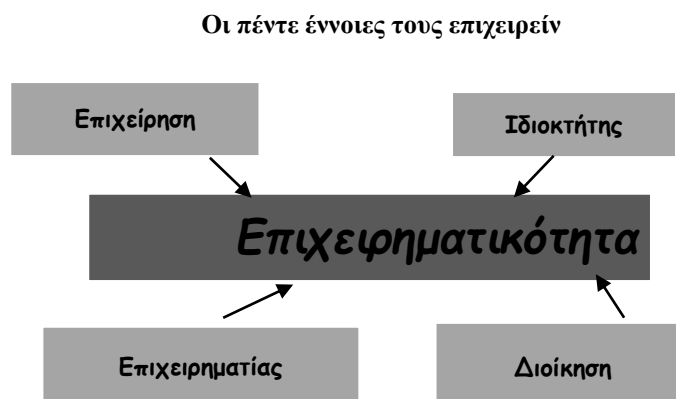 Οι πέντε έννοιες τους επιχειρείν
Επιχείρηση
Ιδιοκτήτης
Επιχειρηματικότητα
Επιχειρηματίας
Διοίκηση